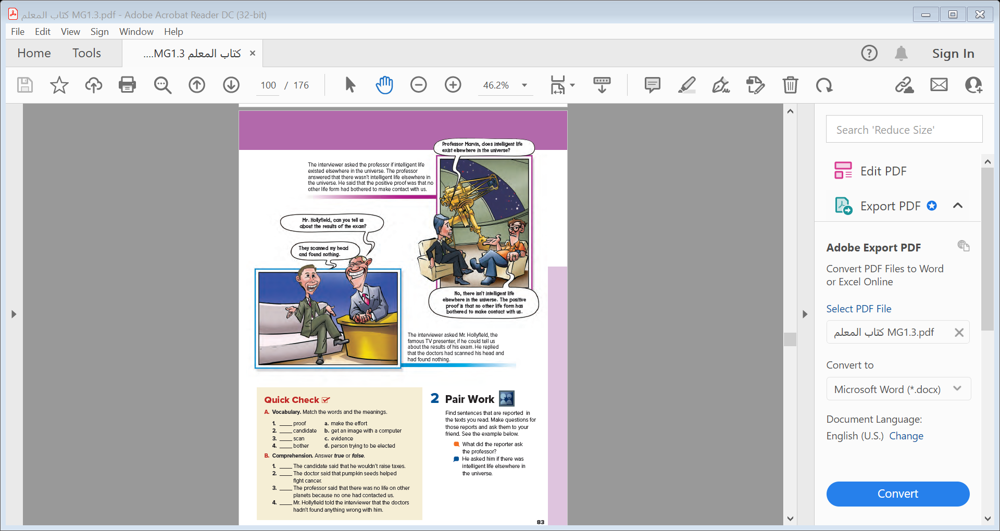 كتاب المعلم MG1.3.pdf - Adobe Acrobat Reader DC (32-bit)
File Edit View Sign Window Help
Home Tools كتاب المعلم MG1.3.... ×
Sign In
100 / 176 46.2%
Professor Marvin, does intelligent life
exist elsewhere in the universe?
The interviewer asked the professor if intelligent life
existed elsewhere in the universe. The professor
answered that there wasn't intelligent life elsewhere in
the universe. He said that the positive proof was that no
other life form had bothered to make contact with us.
Mr. Hollyfield, can you tell us
about the results of the exam?
They scanned my head
and found nothing.
No, there isn't intelligent life
elsewhere in the universe. The positive
proof is that no other life form has
bothered to make contact with us.
The interviewer asked Mr. Hollyfield, the
famous TV presenter, if he could tell us
about the results of his exam. He replied
that the doctors had scanned his head and
had found nothing.
Quick Check
A. Vocabulary. Match the words and the meanings.
1. ____ proof a. make the effort
2. ____ candidate b. get an image with a computer
3. ____ scan c. evidence
4. ____ bother d. person trying to be elected
B. Comprehension. Answer true or false.
1. ____ The candidate said that he wouldn't raise taxes.
2. ____ The doctor said that pumpkin seeds helped
fight cancer.
3. ____ The professor said that there was no life on other
planets because no one had contacted us.
4. ____ Mr. Hollyfield told the interviewer that the doctors
hadn't found anything wrong with him.
2 Pair Work
Find sentences that are reported in
the texts you read. Make questions for
those reports and ask them to your
friend. See the example below.
What did the reporter ask
the professor?
He asked him if there was
intelligent life elsewhere in
the universe.
83
Search 'Reduce Size'
Edit PDF
Export PDF
Adobe Export PDF
Convert PDF Files to Word
or Excel Online
Select PDF File
كتاب المعلم MG1.3.pdf
Convert to
Microsoft Word (*.docx)
Document Language:
English (U.S.) Change
Convert